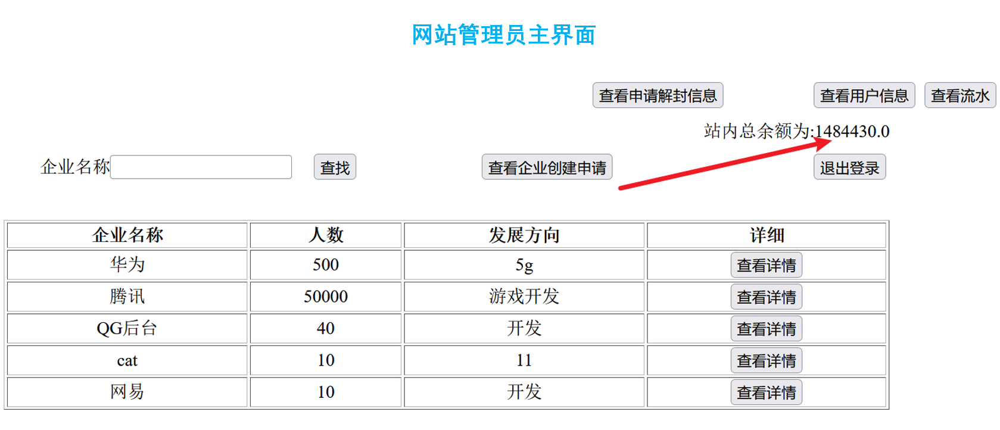 网站管理员主界面
查看申请解封信息 查看用户信息 查看流水
站内总余额为:1484430.0
企业名称 查找 查看企业创建申请 退出登录
企业名称 人数 发展方向 详细
华为 500 5g 查看详情
腾讯 50000 游戏开发 查看详情
QG后台 40 开发 查看详情
cat 10 11 查看详情
网易 10 开发 查看详情